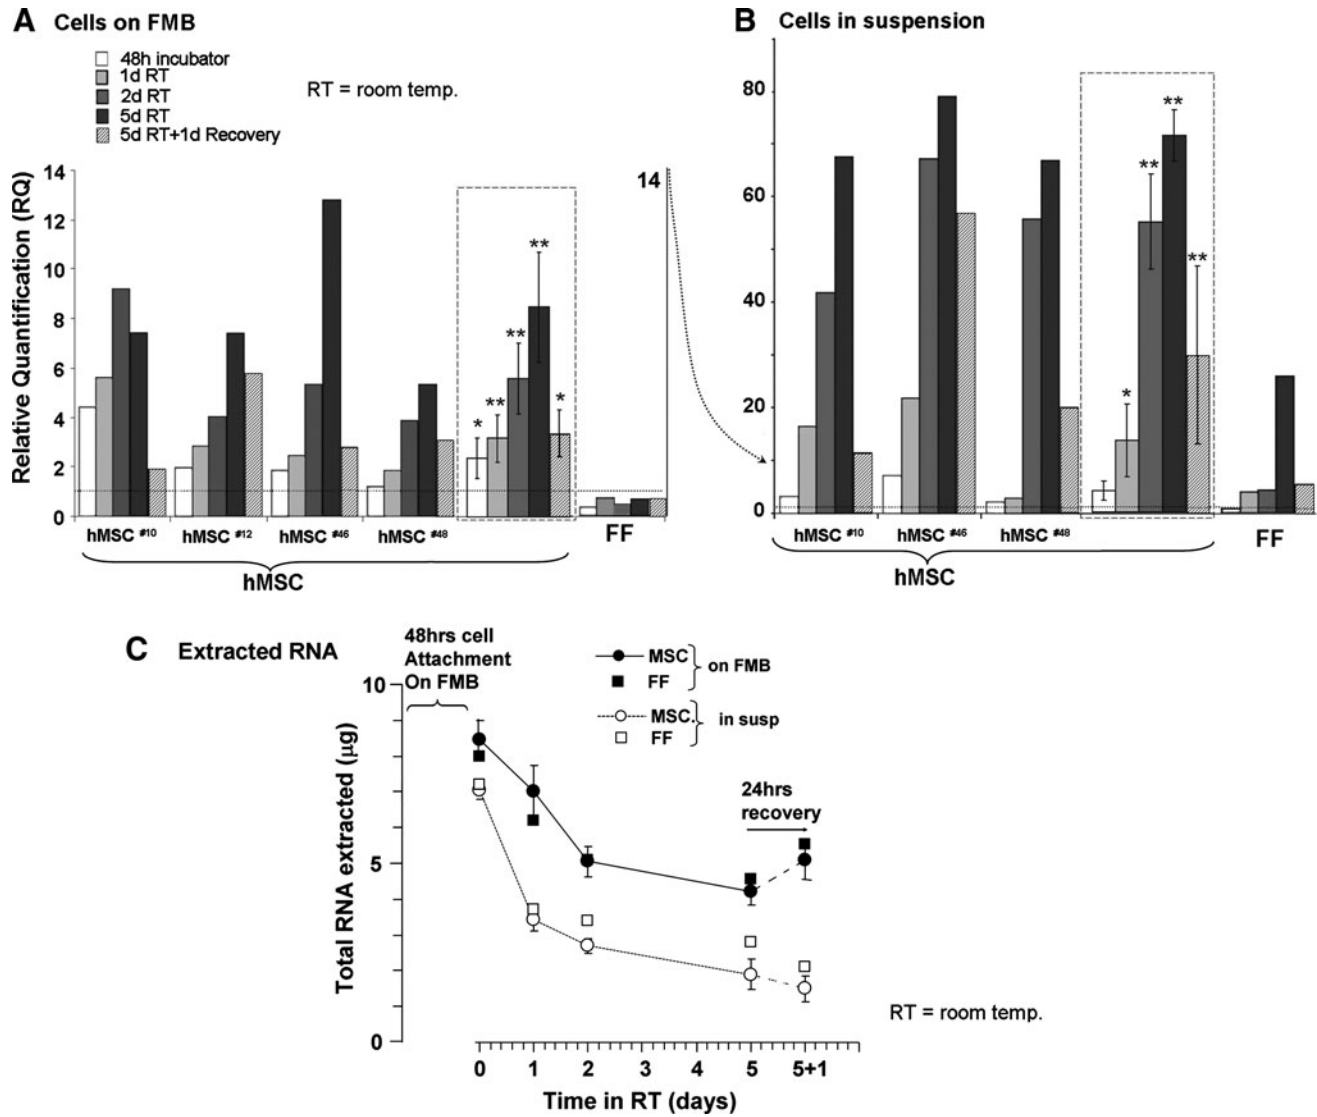 A Cells on FMB
48h incubator
1d RT
2d RT
5d RT
5d RT+1d Recovery
RT = room temp.
Relative Quantification (RQ)
14
12
10
8
6
4
2
0
*
**
**
**
*
hMSC #10
hMSC #12
hMSC #46
hMSC #48
FF
hMSC
14
B Cells in suspension
80
60
40
20
0
*
**
**
**
hMSC #10
hMSC #46
hMSC #48
FF
hMSC
C Extracted RNA
48hrs cell
Attachment
On FMB
MSC
FF
on FMB
MSC.
FF
in susp
24hrs
recovery
Total RNA extracted (μg)
10
5
0
0 1 2 3 4 5 5+1
Time in RT (days)
RT = room temp.